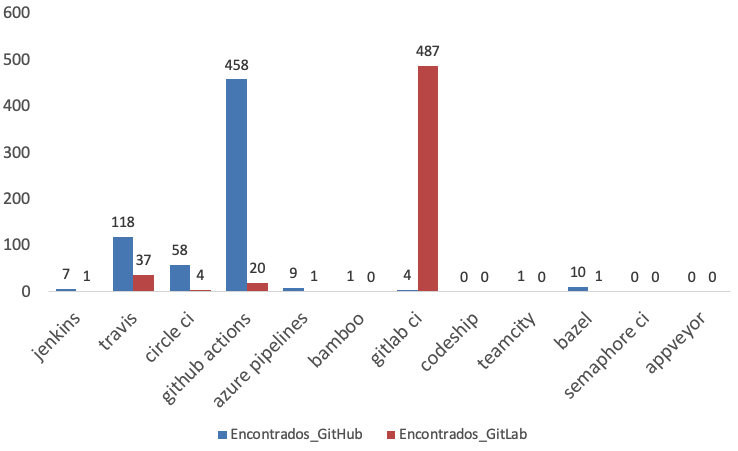 600
500
400
300
200
100
0
7 1 118 37 58 4 458 20 9 1 1 0 4 487 0 0 1 0 10 1 0 0 0 0
jenkins
travis
circle ci
github actions
azure pipelines
bamboo
gitlab ci
codeship
teamcity
bazel
semaphore ci
appveyor
Encontrados_GitHub Encontrados_GitLab